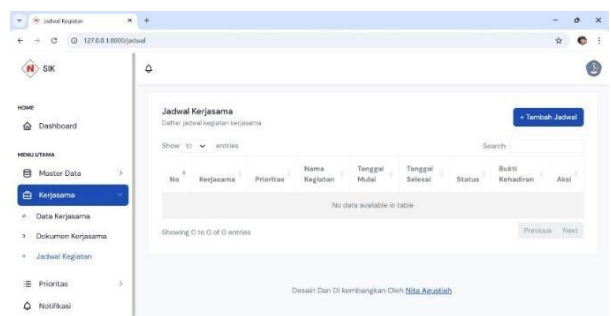 Jadwal Kegiatan
127.0.0.1:8000/jadwal
N SIK
HOME
Dashboard
MENU UTAMA
Master Data
Kerjasama
Data Kerjasama
Dokumen Kerjasama
Jadwal Kegiatan
Prioritas
Notifikasi
Jadwal Kerjasama
Daftar jadwal kegiatan kerjasama
+ Tambah Jadwal
Show 10 entries
Search:
No Kerjasama Prioritas Nama Kegiatan Tanggal Mulai Tanggal Selesai Status Bukti Kehadiran Aksi
No data available in table
Showing 0 to 0 of 0 entries
Previous Next
Desain Dan Di kembangkan Oleh Nita Agustiah